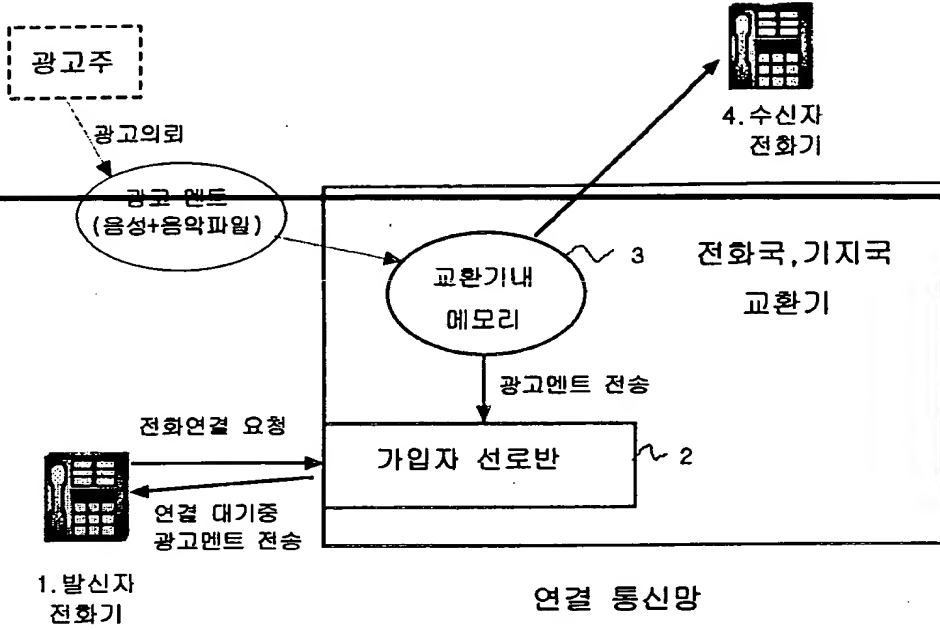 광고주
광고의뢰
4.수신자
전화기
광고 멘트
(음성+음악파일)
3
전화국,기지국
교환기
교환기내
메모리
광고멘트 전송
전화연결 요청
가입자 선로반
2
연결 대기중
광고멘트 전송
1.발신자
전화기
연결 통신망